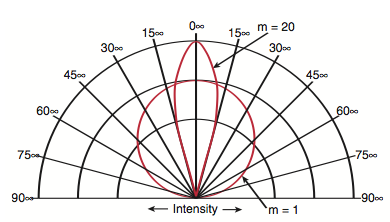 0∞
15∞ 15∞ m = 20
30∞ 30∞
45∞ 45∞
60∞ 60∞
75∞ 75∞
90∞ 90∞
Intensity
m = 1